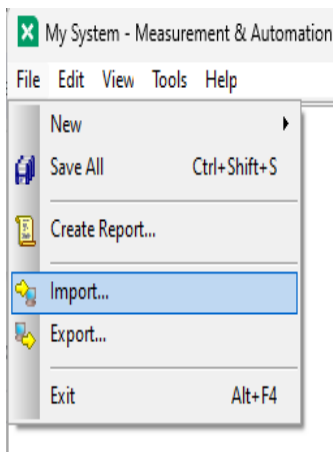 My System - Measurement & Automation
File Edit View Tools Help
New
Save All Ctrl+Shift+S
Create Report...
Import...
Export...
Exit Alt+F4